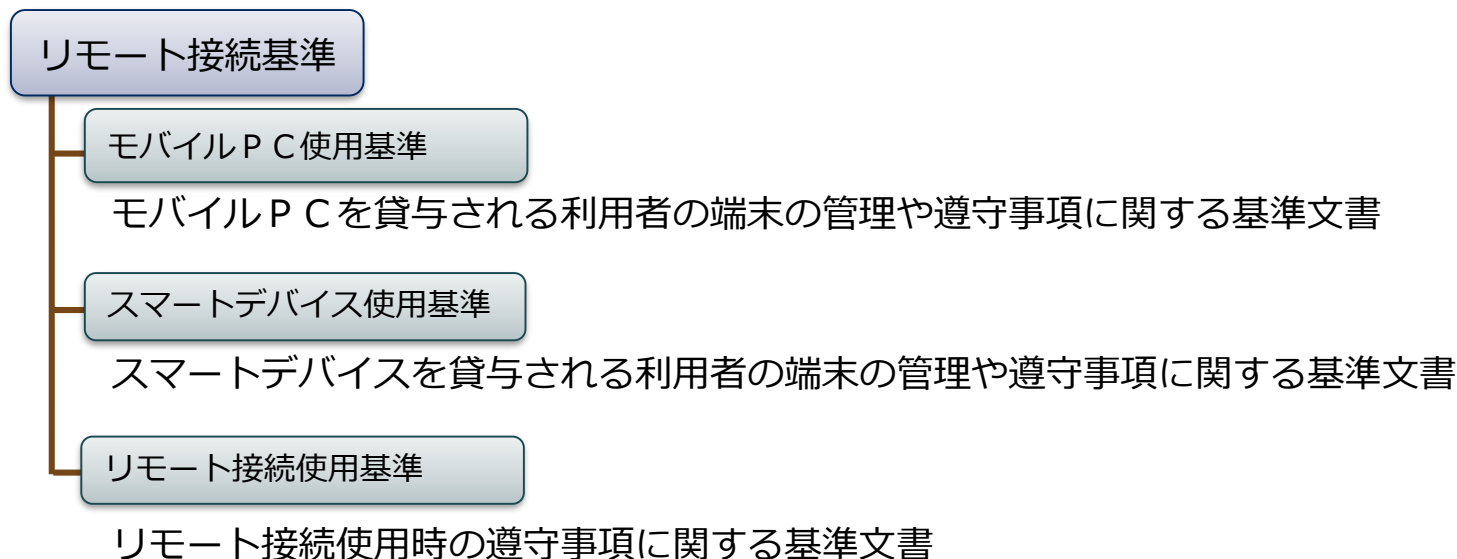 リモート接続基準
モバイルＰＣ使用基準
モバイルＰＣを貸与される利用者の端末の管理や遵守事項に関する基準文書
スマートデバイス使用基準
スマートデバイスを貸与される利用者の端末の管理や遵守事項に関する基準文書
リモート接続使用基準
リモート接続使用時の遵守事項に関する基準文書